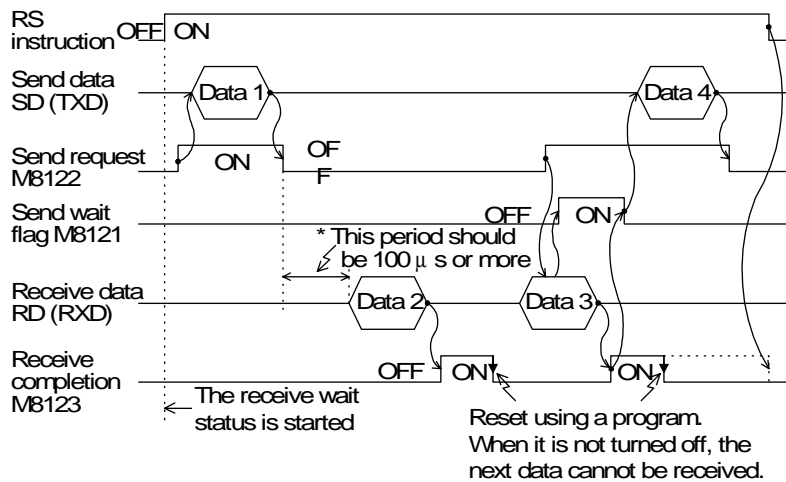 RS
instruction
OFF
ON
Send data
SD (TXD)
Data 1
Data 4
Send request
M8122
ON
OF
F
Send wait
flag M8121
OFF
ON
* This period should
be 100 μ s or more
Receive data
RD (RXD)
Data 2
Data 3
Receive
completion
M8123
OFF
ON
ON
The receive wait
status is started
Reset using a program.
When it is not turned off, the
next data cannot be received.